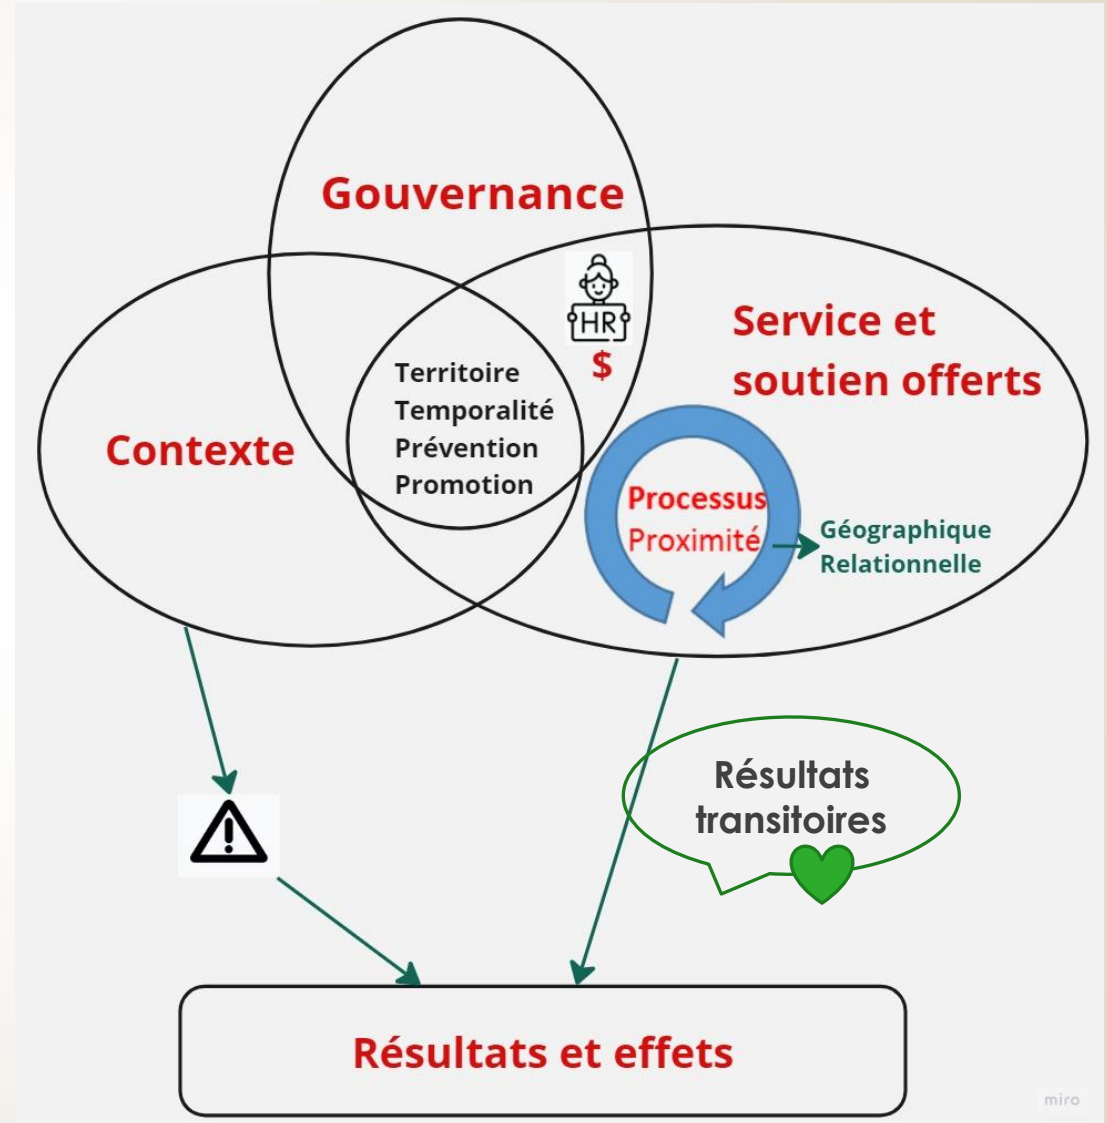 Gouvernance
HR
$
Service et
soutien offerts
Territoire
Temporalité
Prévention
Promotion
Contexte
Processus
Proximité
Géographique
Relationnelle
Résultats
transitoires
Résultats et effets
miro